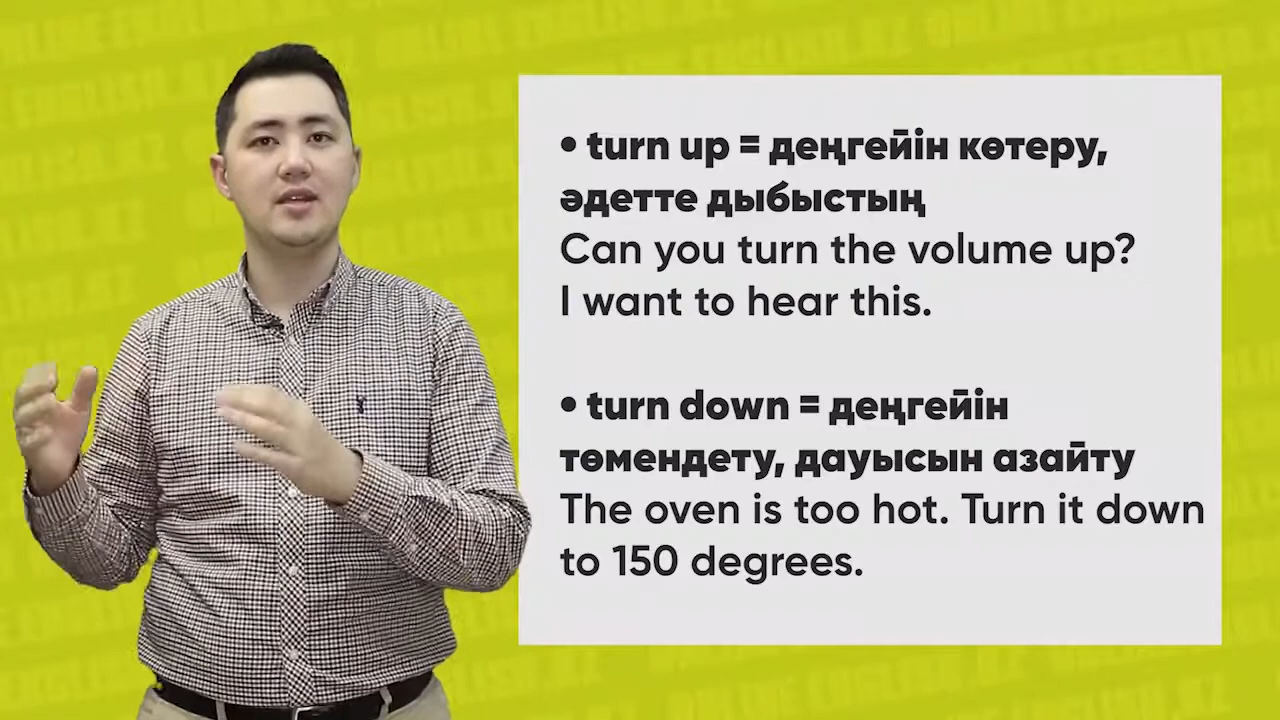 • turn up = деңгейін көтеру,
әдетте дыбыстың
Can you turn the volume up?
I want to hear this.
• turn down = деңгейін
төмендету, дауысын азайту
The oven is too hot. Turn it down
to 150 degrees.